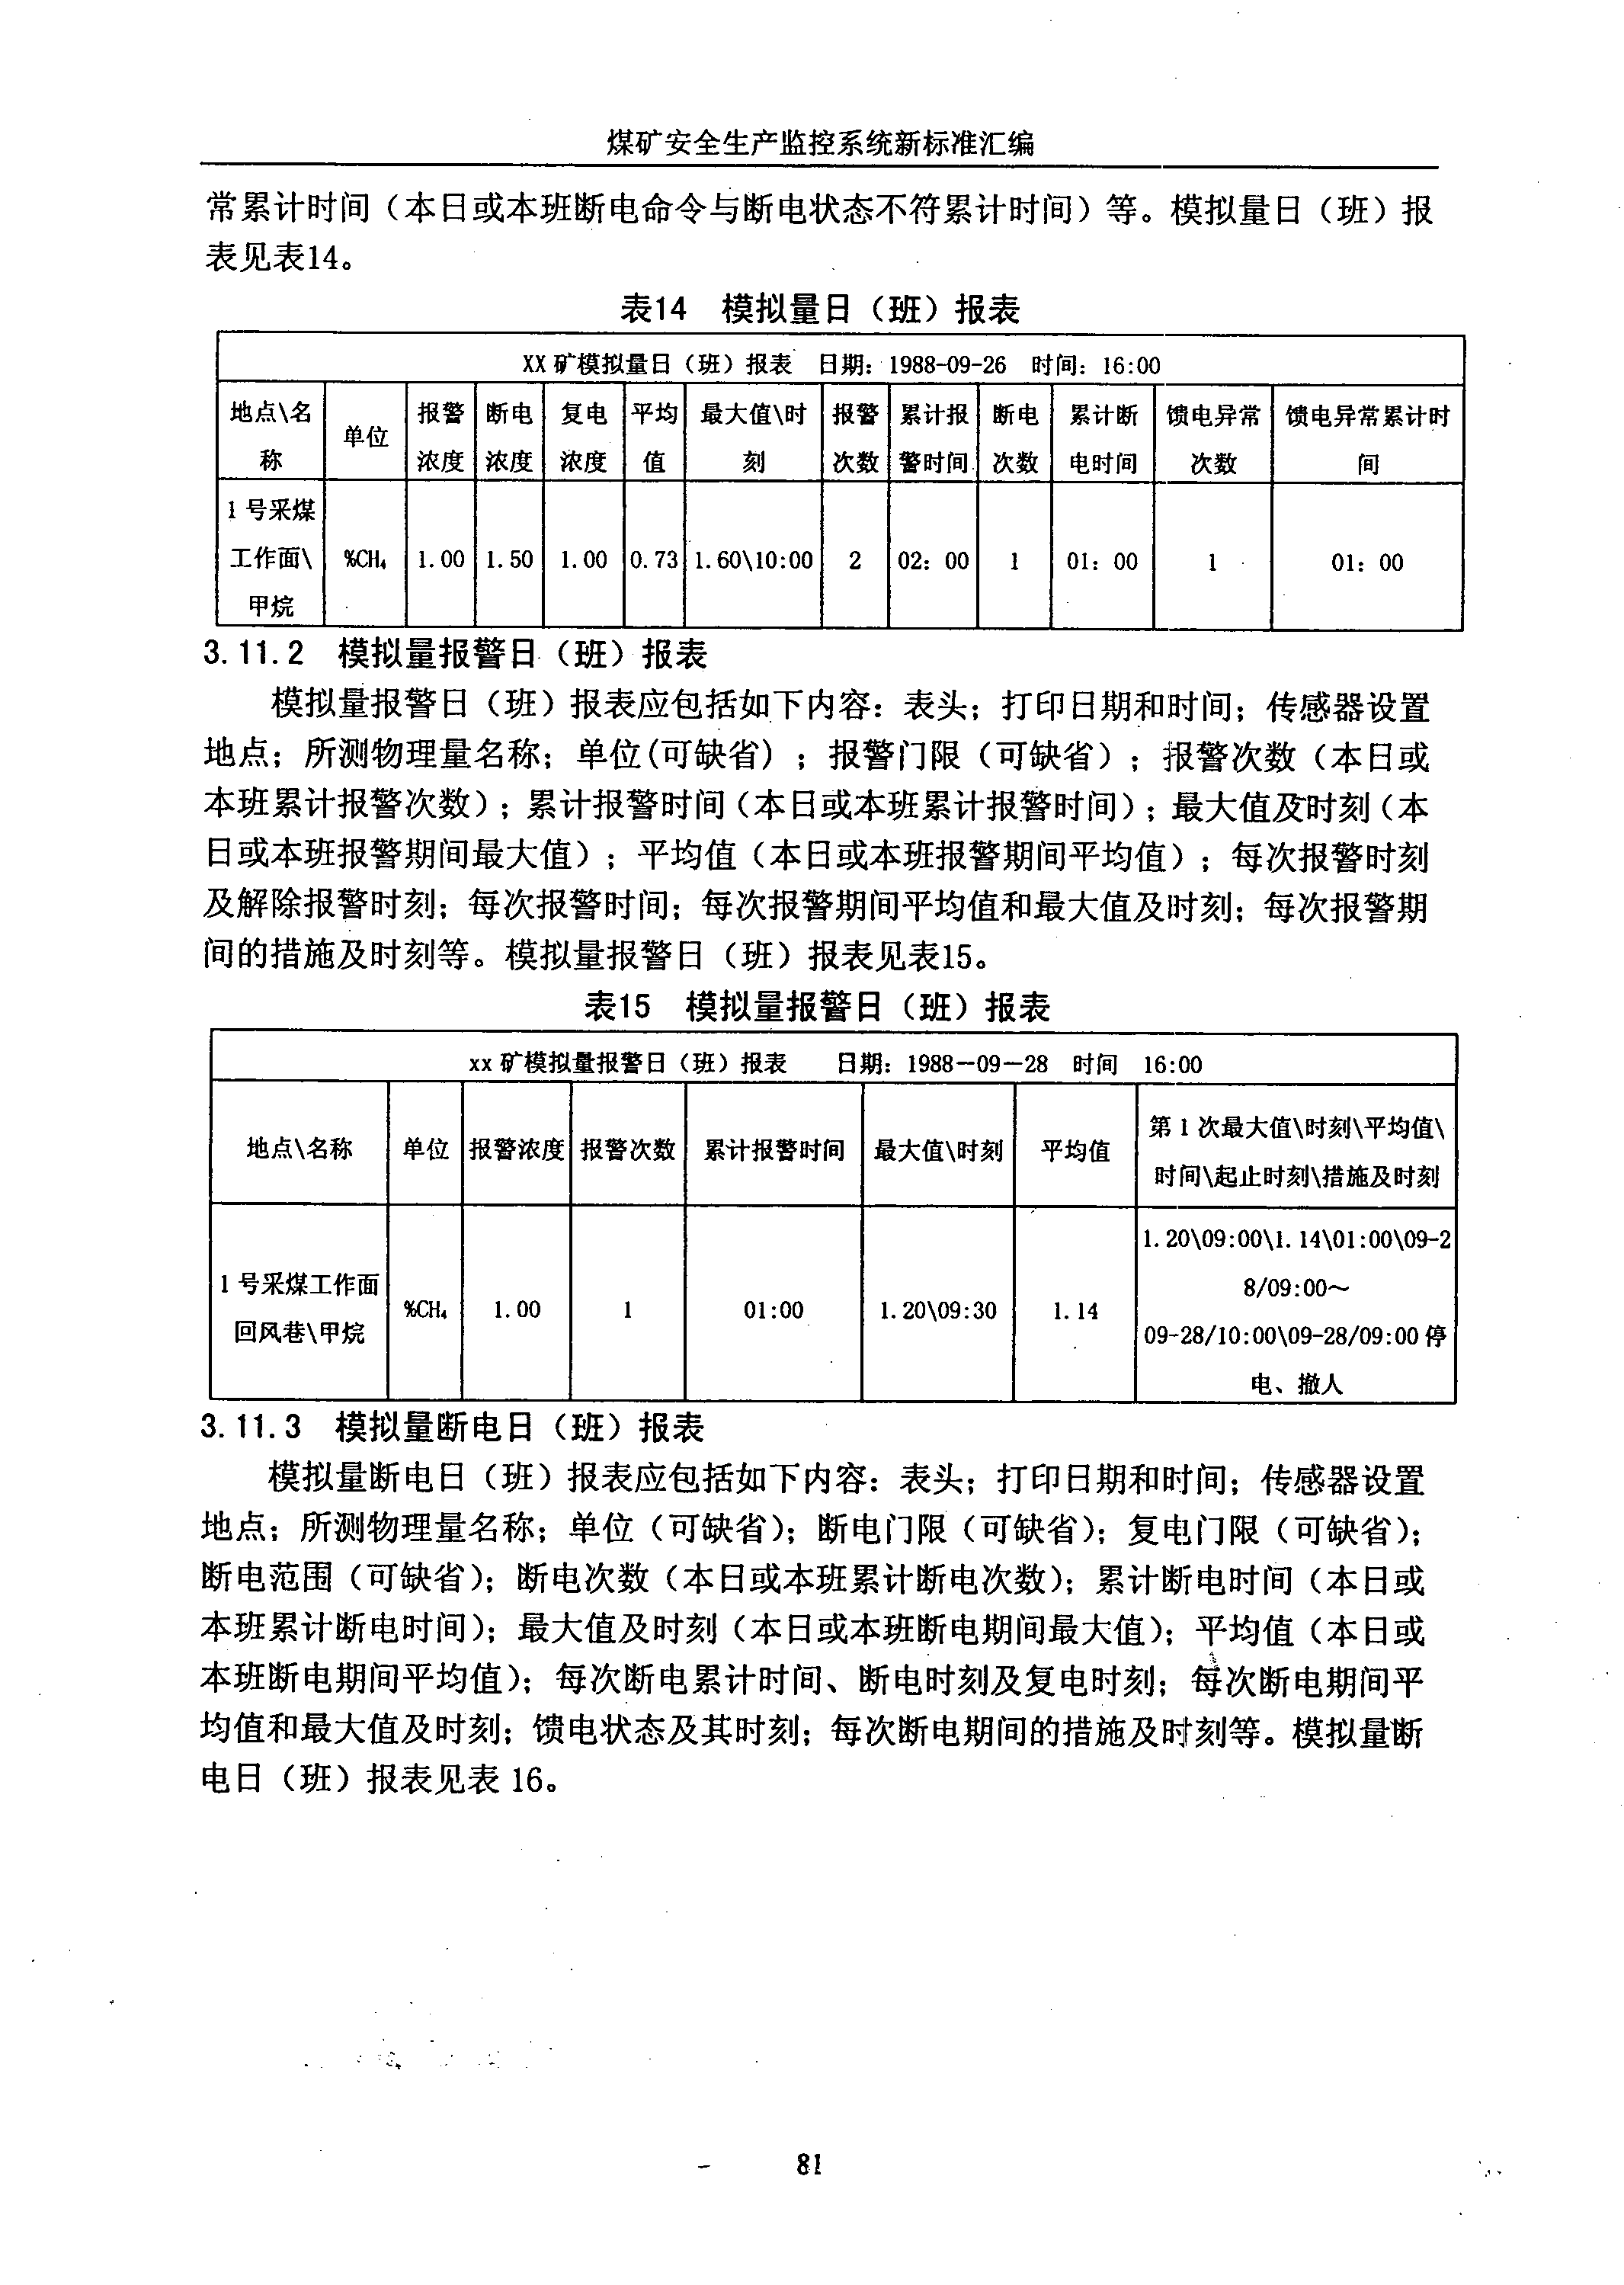 煤矿安全生产监控系统新标准汇编
常累计时间（本日或本班断电命令与断电状态不符累计时间）等。模拟量日（班）报
表见表14。
表14 模拟量日（班）报表
XX 矿模拟量日（班）报表 日期：1988-09-26 时间：16:00
地点\名称 单位 报警浓度 断电浓度 复电浓度 平均值 最大值\时刻 报警次数 累计报警时间 断电次数 累计断电时间 馈电异常次数 馈电异常累计时间
1 号采煤工作面\甲烷 %CH₄ 1.00 1.50 1.00 0.73 1.60\10:00 2 02：00 1 01：00 1 01：00
3.11.2 模拟量报警日（班）报表
模拟量报警日（班）报表应包括如下内容：表头；打印日期和时间；传感器设置
地点；所测物理量名称；单位(可缺省)；报警门限（可缺省）；报警次数（本日或
本班累计报警次数）；累计报警时间（本日或本班累计报警时间）；最大值及时刻（本
日或本班报警期间最大值）；平均值（本日或本班报警期间平均值）；每次报警时刻
及解除报警时刻；每次报警时间；每次报警期间平均值和最大值及时刻；每次报警期
间的措施及时刻等。模拟量报警日（班）报表见表15。
表15 模拟量报警日（班）报表
xx 矿模拟量报警日（班）报表 日期：1988—09—28 时间 16:00
地点\名称 单位 报警浓度 报警次数 累计报警时间 最大值\时刻 平均值 第 1 次最大值\时刻\平均值\
时间\起止时刻\措施及时刻
1 号采煤工作面
回风巷\甲烷 %CH₄ 1.00 1 01:00 1.20\09:30 1.14 1.20\09:00\1.14\01:00\09-2
8/09:00～
09-28/10:00\09-28/09:00 停
电、撤人
3.11.3 模拟量断电日（班）报表
模拟量断电日（班）报表应包括如下内容：表头；打印日期和时间；传感器设置
地点；所测物理量名称；单位（可缺省）；断电门限（可缺省）；复电门限（可缺省）；
断电范围（可缺省）；断电次数（本日或本班累计断电次数）；累计断电时间（本日或
本班累计断电时间）；最大值及时刻（本日或本班断电期间最大值）；平均值（本日或
本班断电期间平均值）；每次断电累计时间、断电时刻及复电时刻；每次断电期间平
均值和最大值及时刻；馈电状态及其时刻；每次断电期间的措施及时刻等。模拟量断
电日（班）报表见表 16。
81